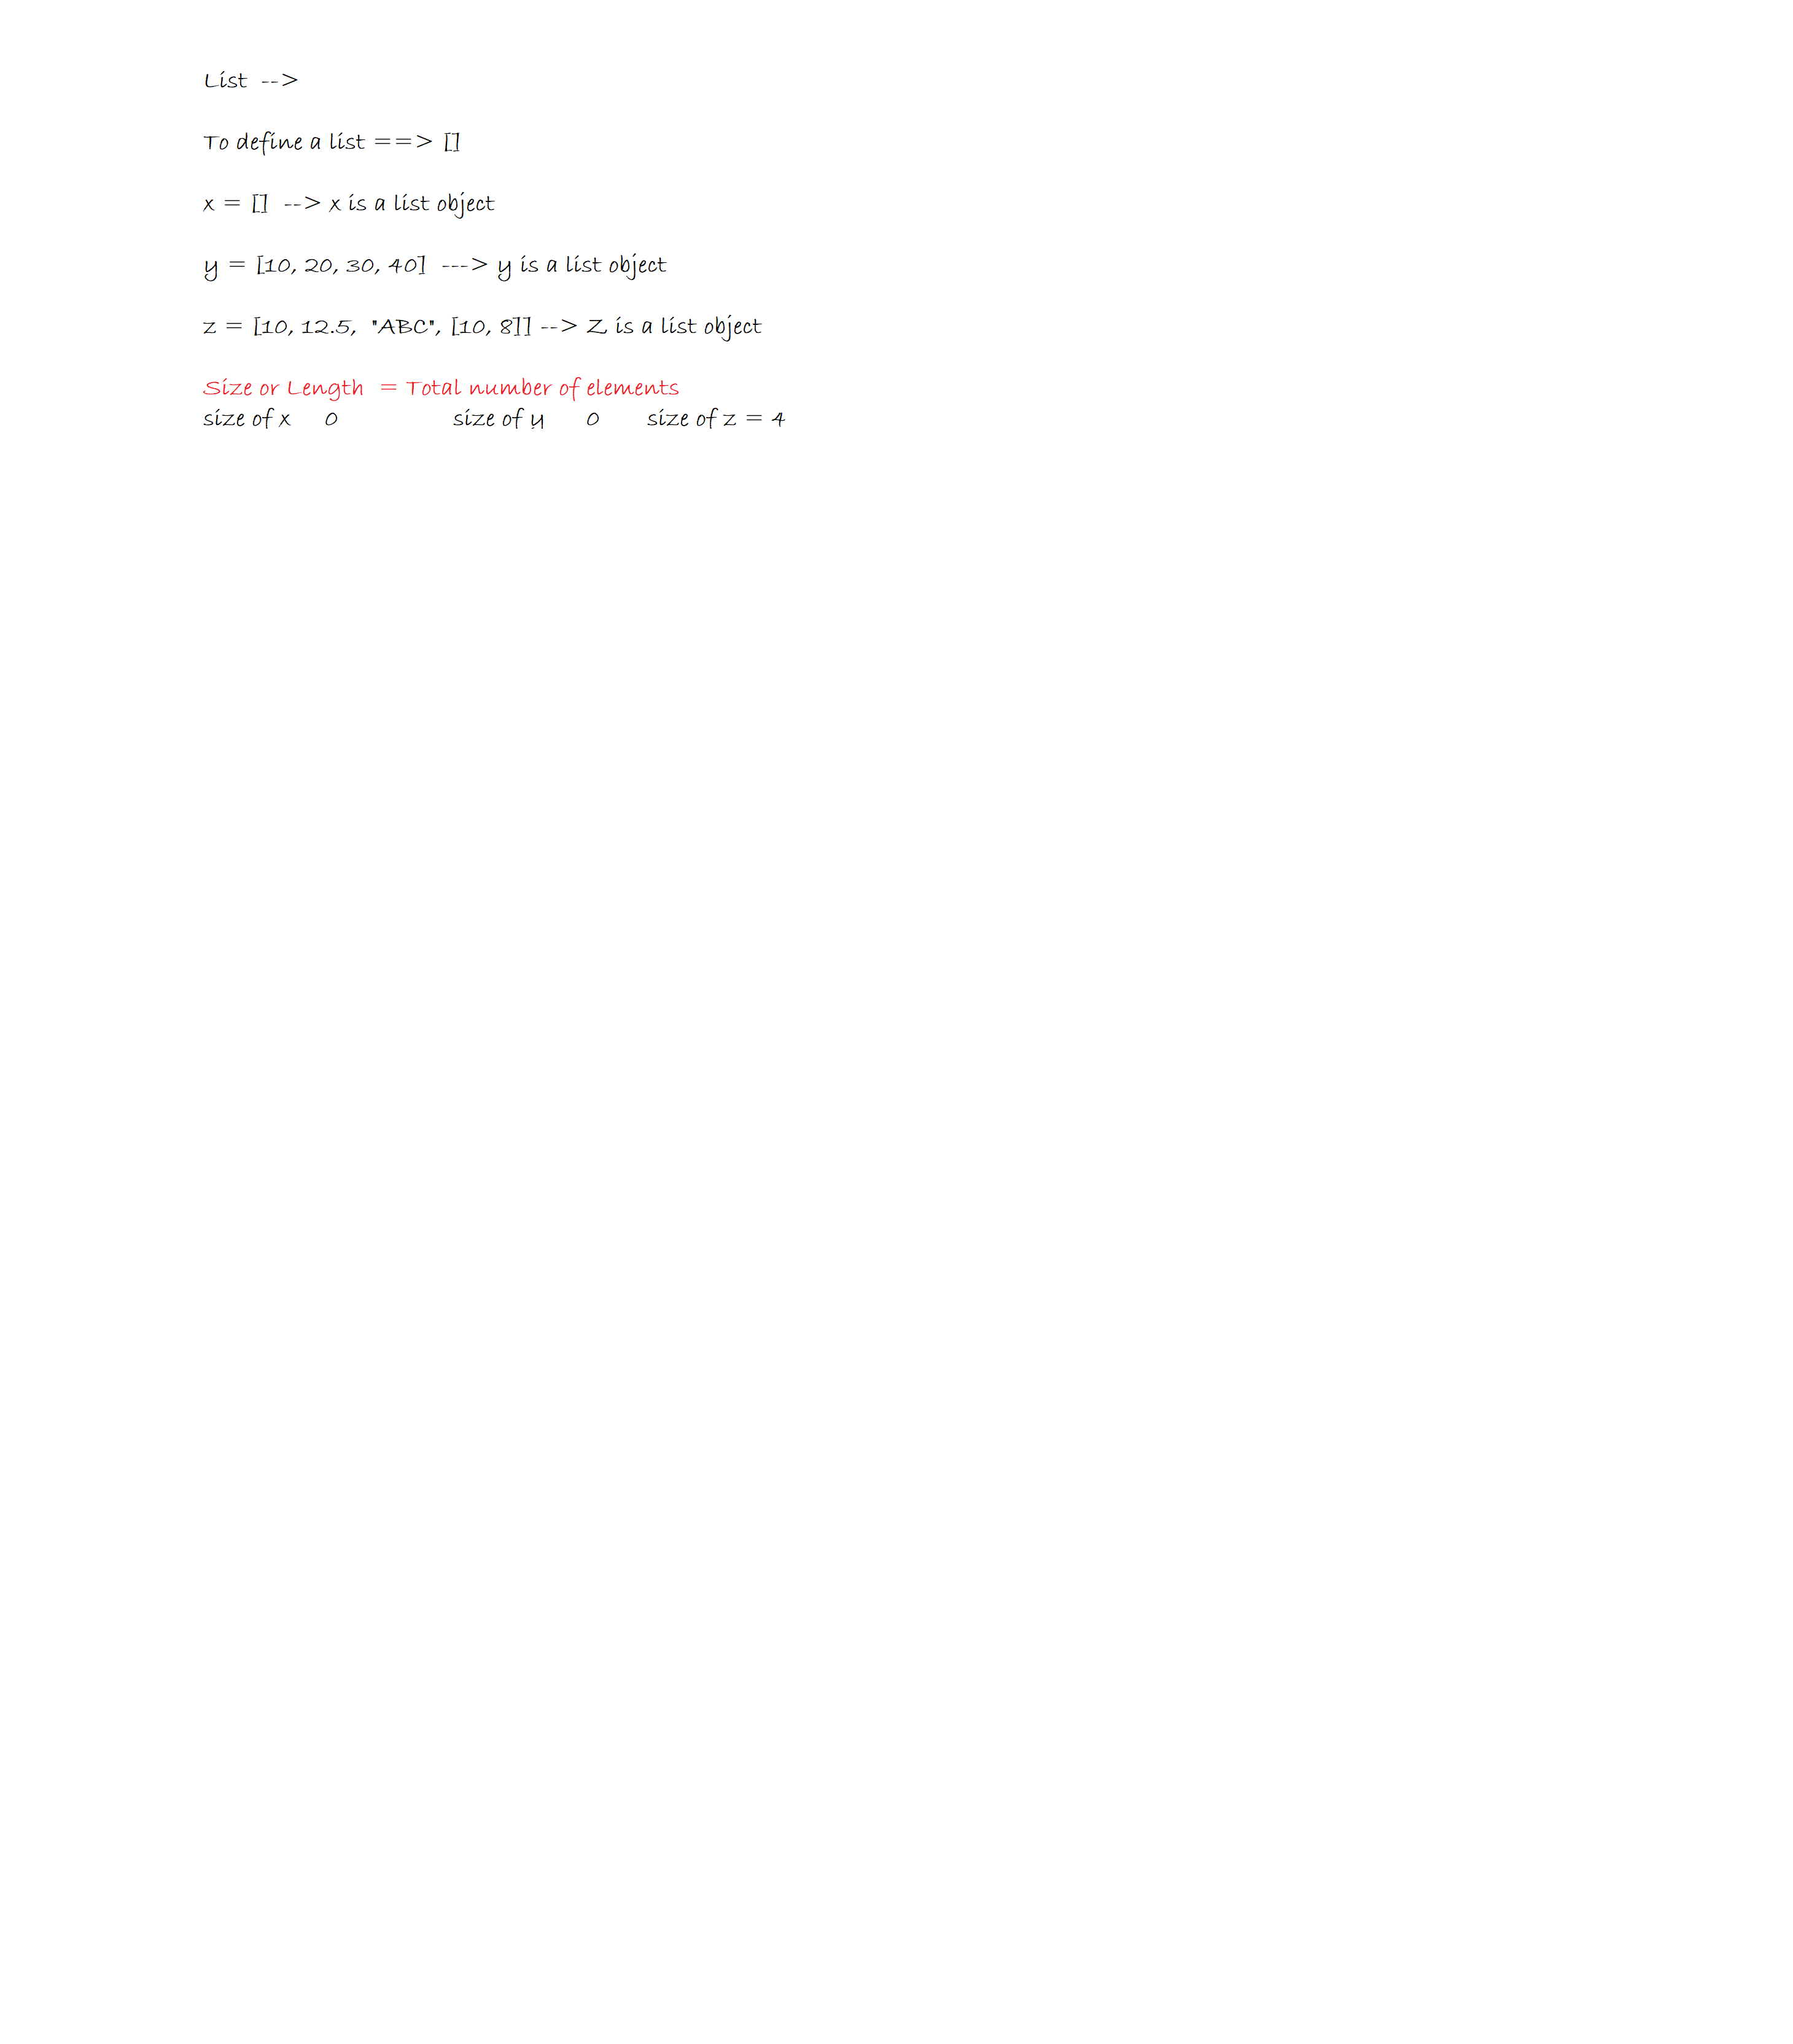 List -->
To define a list ==> []
x = [] --> x is a list object
y = [10, 20, 30, 40] ---> y is a list object
z = [10, 12.5, "ABC", [10, 8]] --> Z is a list object
Size or Length = Total number of elements
size of x 0 size of y 0 size of z = 4